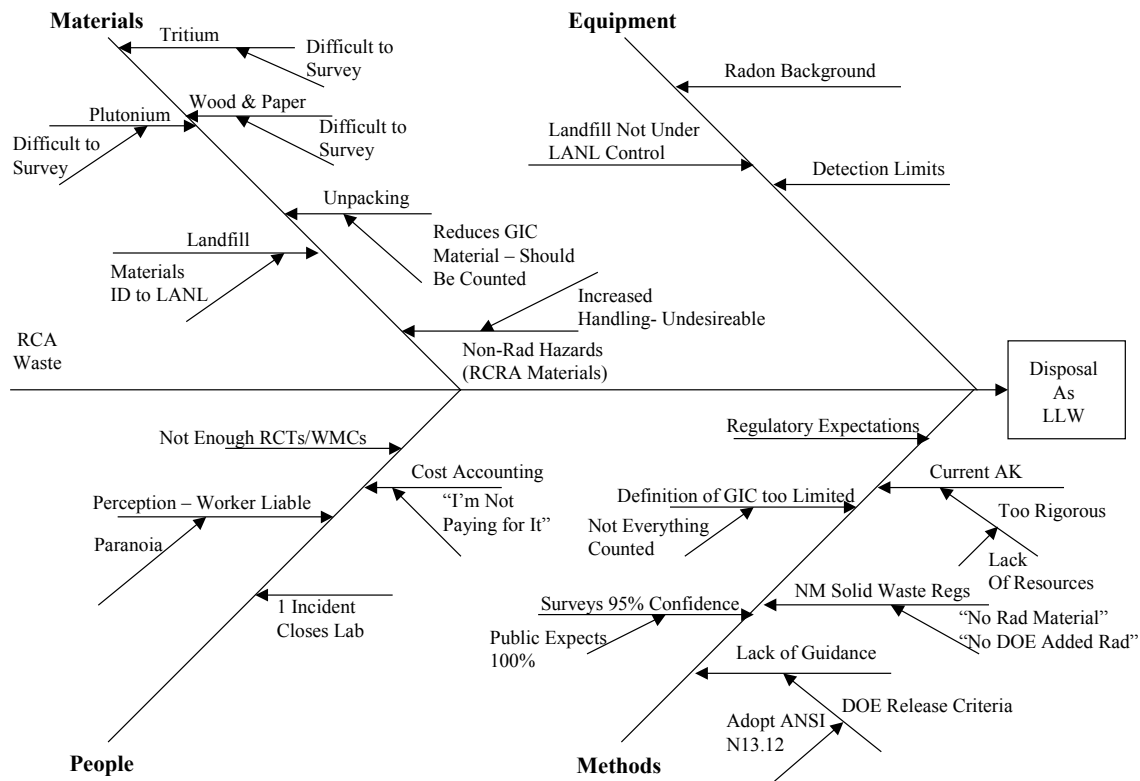 Materials
Equipment
Tritium
Difficult to
Survey
Radon Background
Wood & Paper
Plutonium
Difficult to
Survey
Difficult to
Survey
Landfill Not Under
LANL Control
Detection Limits
Unpacking
Reduces GIC
Material – Should
Be Counted
Landfill
Materials
ID to LANL
Increased
Handling- Undesireable
RCA
Waste
Non-Rad Hazards
(RCRA Materials)
Disposal
As
LLW
Regulatory Expectations
Not Enough RCTs/WMCs
Cost Accounting
“I’m Not
Paying for It”
Current AK
Perception – Worker Liable
Paranoia
Definition of GIC too Limited
Not Everything
Counted
Too Rigorous
Lack
Of Resources
1 Incident
Closes Lab
Surveys 95% Confidence
Public Expects
100%
NM Solid Waste Regs
“No Rad Material”
“No DOE Added Rad”
Lack of Guidance
DOE Release Criteria
Adopt ANSI
N13.12
People
Methods